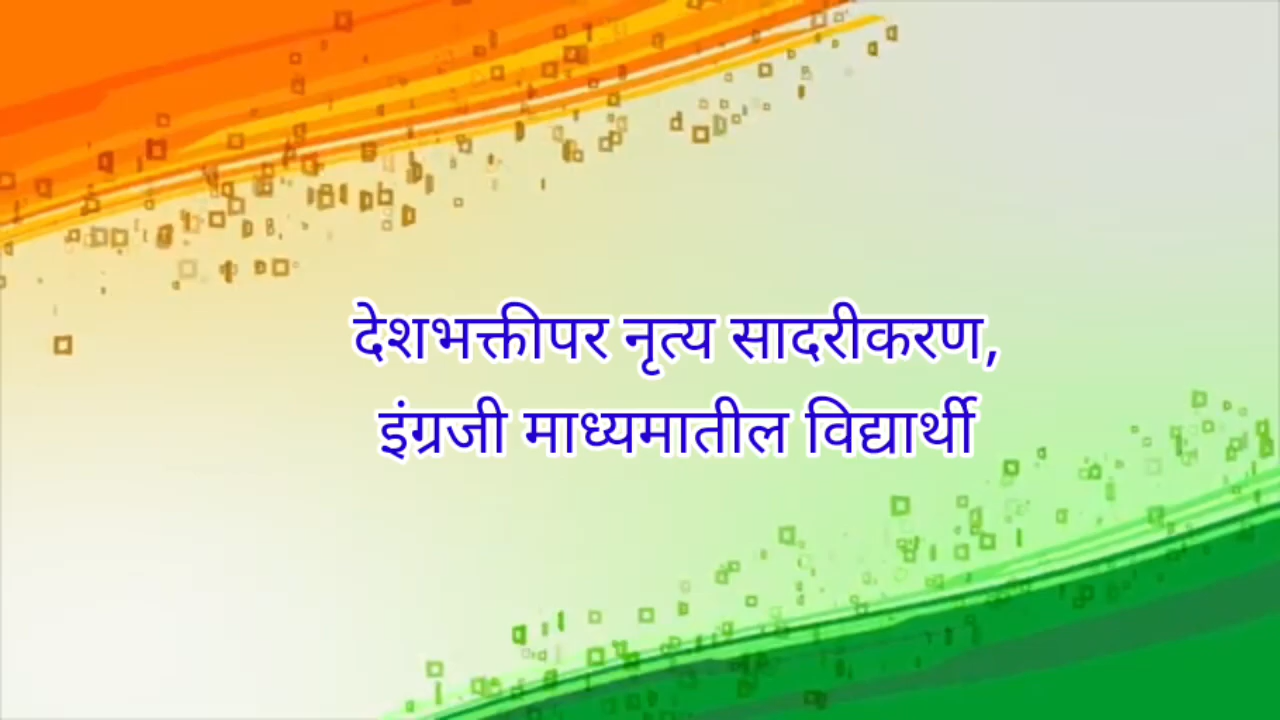 देशभक्तीपर नृत्य सादरीकरण,
इंग्रजी माध्यमातील विद्यार्थी